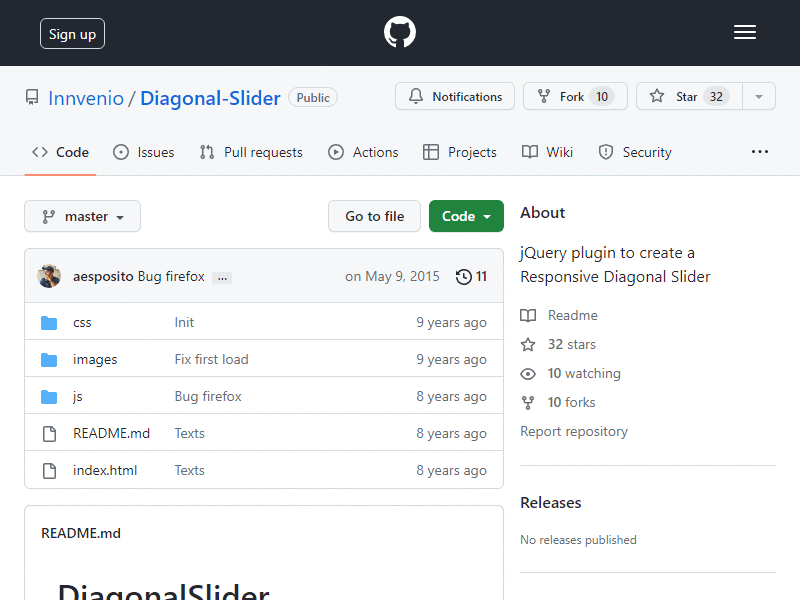 Sign up
Innvenio / Diagonal-Slider Public
Notifications Fork 10 Star 32
Code Issues Pull requests Actions Projects Wiki Security ...
master Go to file Code
aesposito Bug firefox ... on May 9, 2015 11
css Init 9 years ago
images Fix first load 9 years ago
js Bug firefox 8 years ago
README.md Texts 8 years ago
index.html Texts 8 years ago
README.md
DiagonalSlider
About
jQuery plugin to create a
Responsive Diagonal Slider
Readme
32 stars
10 watching
10 forks
Report repository
Releases
No releases published